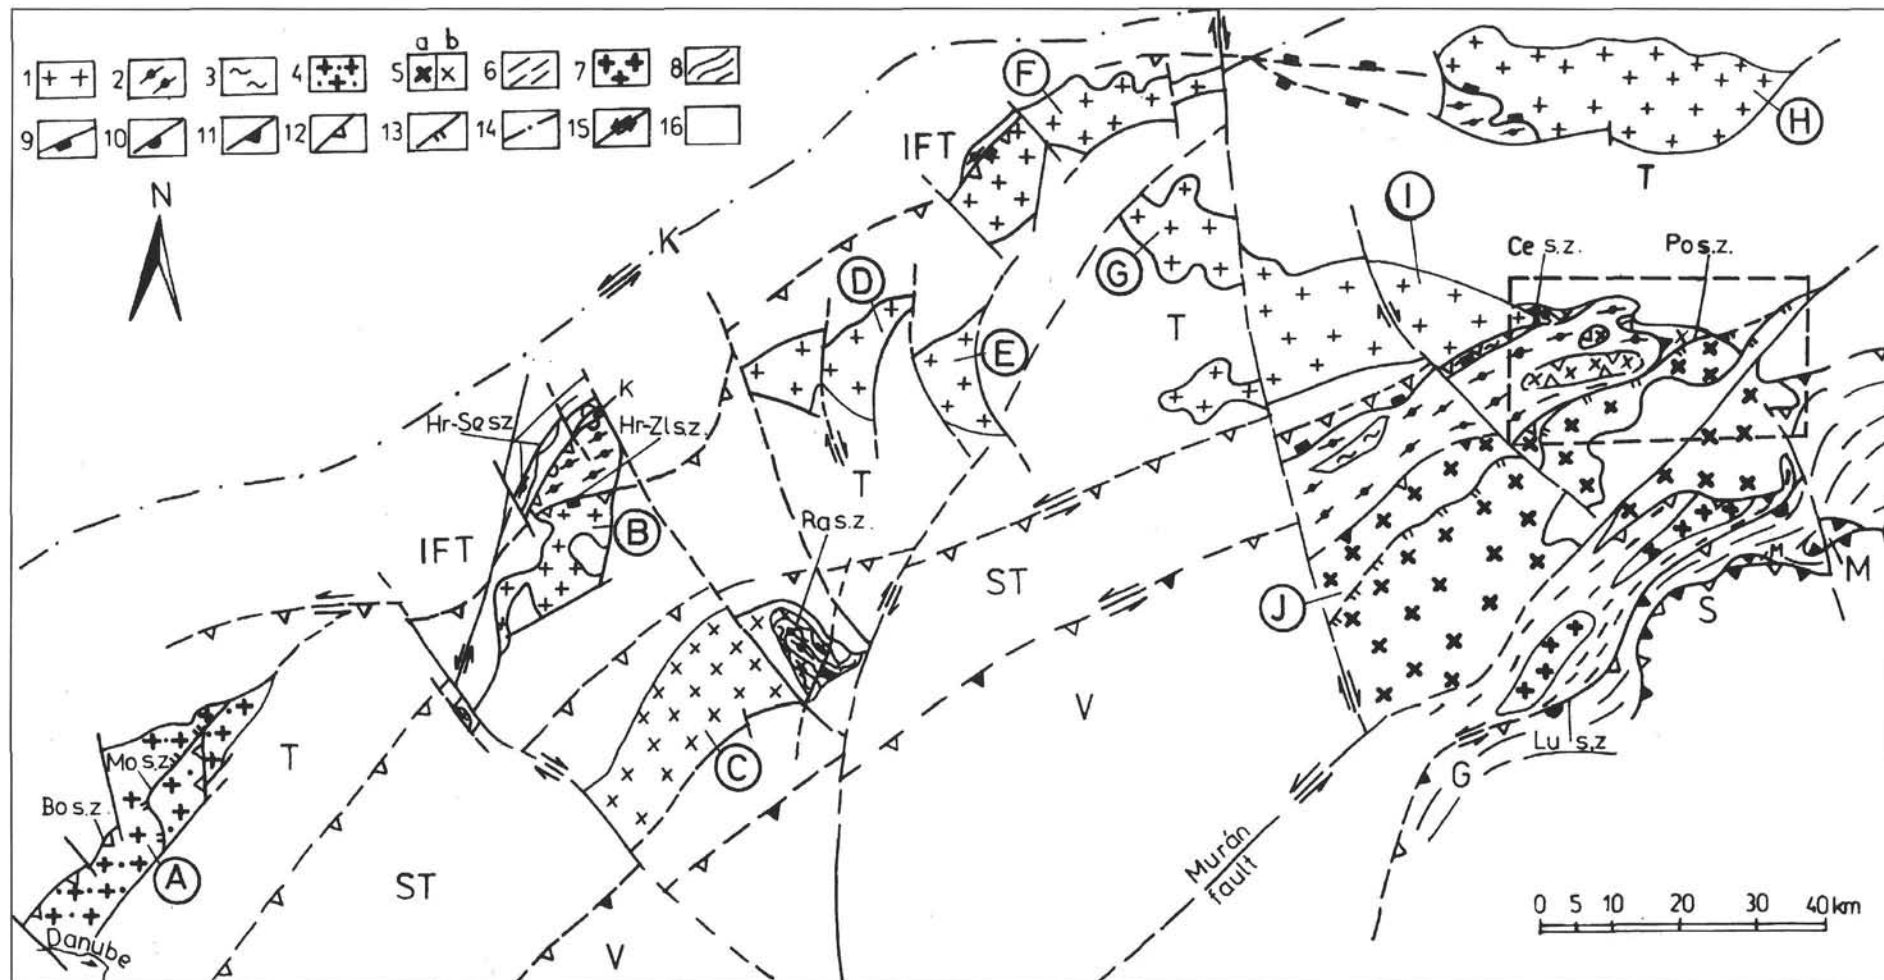 a b
1 2 3 4 5 6 7 8
9 10 11 12 13 14 15 16
N
F
H
IFT
T
K
I
Ce s.z.
Po s.z.
G
D
T
E
K
Hr-Se s.z.
Hr-Zl s.z.
T
B
Ra s.z.
IFT
ST
M
M
J
S
V
T
C
Mo s.z.
Lu s.z
G
Bo s.z.
A
ST
Murán
fault
0 5 10 20 30 40 km
Danube
V